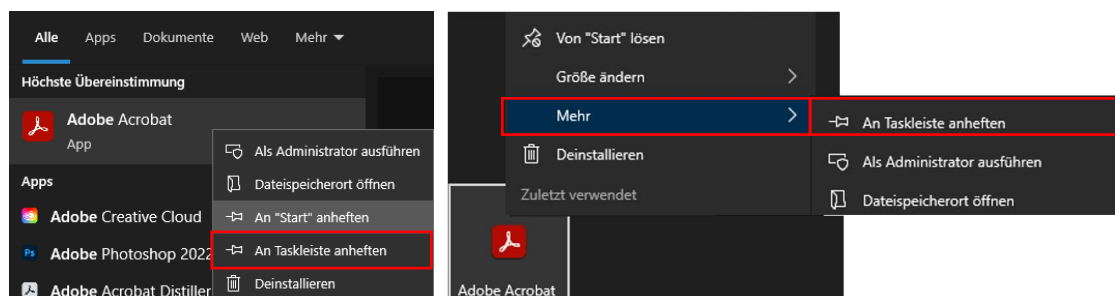 Alle Apps Dokumente Web Mehr
Höchste Übereinstimmung
Adobe Acrobat
App
Apps
Adobe Creative Cloud
Ps Adobe Photoshop 2022
Adobe Acrobat Distiller
Als Administrator ausführen
Dateispeicherort öffnen
An "Start" anheften
An Taskleiste anheften
Deinstallieren
Von "Start" lösen
Größe ändern
Mehr
Deinstallieren
Zuletzt verwendet
Adobe Acrobat
An Taskleiste anheften
Als Administrator ausführen
Dateispeicherort öffnen